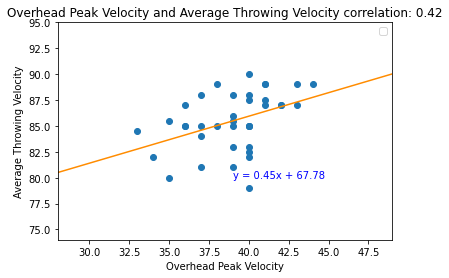 Overhead Peak Velocity and Average Throwing Velocity correlation: 0.42
95.0
92.5
90.0
87.5
85.0
82.5
80.0
77.5
75.0
Average Throwing Velocity
y = 0.45x + 67.78
30.0 32.5 35.0 37.5 40.0 42.5 45.0 47.5
Overhead Peak Velocity